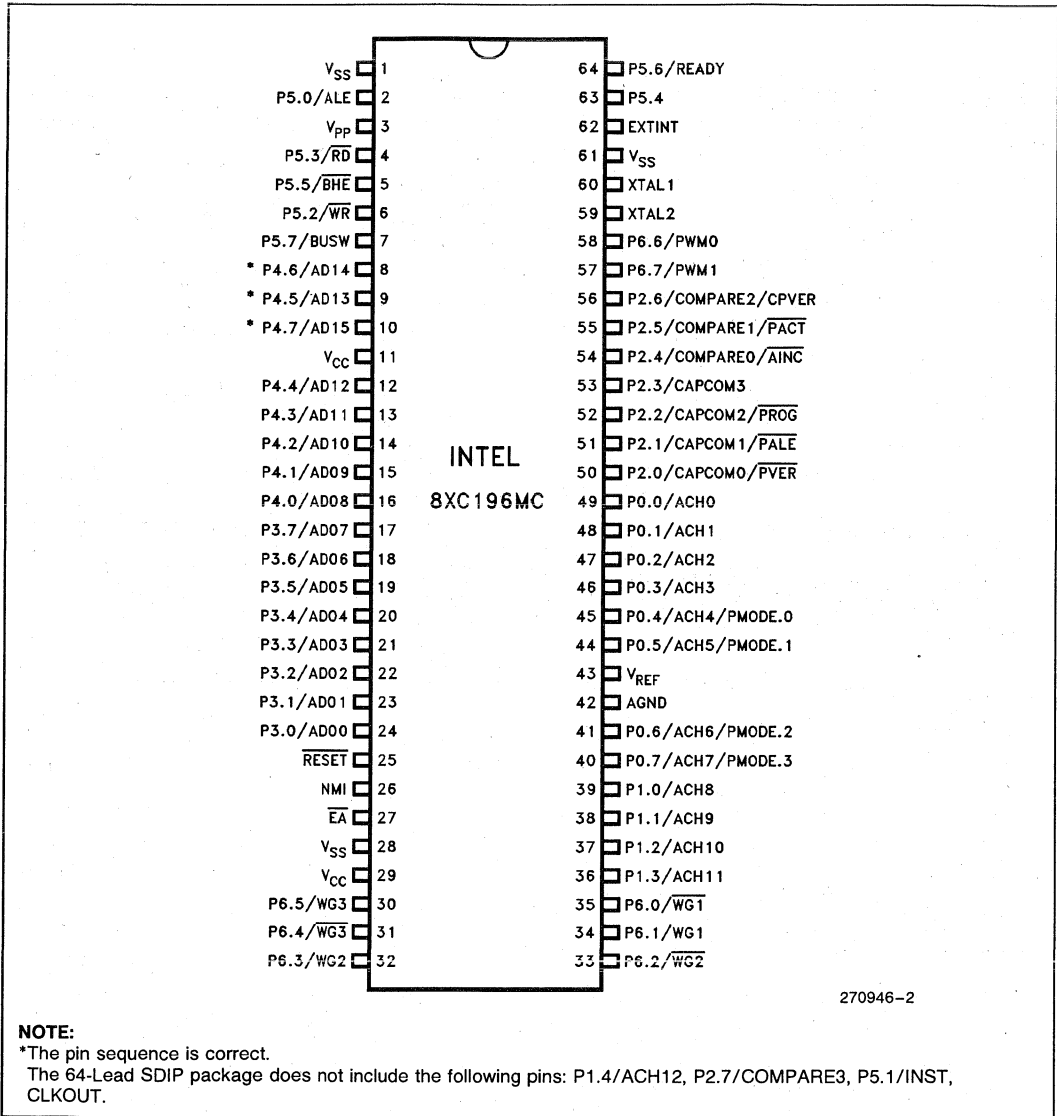 VSS 1 64 P5.6/READY
P5.0/ALE 2 63 P5.4
VPP 3 62 EXTINT
P5.3/RD 4 61 VSS
P5.5/BHE 5 60 XTAL1
P5.2/WR 6 59 XTAL2
P5.7/BUSW 7 58 P6.6/PWM0
* P4.6/AD14 8 57 P6.7/PWM1
* P4.5/AD13 9 56 P2.6/COMPARE2/CPVER
* P4.7/AD15 10 55 P2.5/COMPARE1/PACT
VCC 11 54 P2.4/COMPARE0/AINC
P4.4/AD12 12 53 P2.3/CAPCOM3
P4.3/AD11 13 52 P2.2/CAPCOM2/PROG
P4.2/AD10 14 51 P2.1/CAPCOM1/PALE
INTEL
P4.1/AD09 15 50 P2.0/CAPCOM0/PVER
P4.0/AD08 16 8XC196MC 49 P0.0/ACH0
P3.7/AD07 17 48 P0.1/ACH1
P3.6/AD06 18 47 P0.2/ACH2
P3.5/AD05 19 46 P0.3/ACH3
P3.4/AD04 20 45 P0.4/ACH4/PMODE.0
P3.3/AD03 21 44 P0.5/ACH5/PMODE.1
P3.2/AD02 22 43 VREF
P3.1/AD01 23 42 AGND
P3.0/AD00 24 41 P0.6/ACH6/PMODE.2
RESET 25 40 P0.7/ACH7/PMODE.3
NMI 26 39 P1.0/ACH8
EA 27 38 P1.1/ACH9
VSS 28 37 P1.2/ACH10
VCC 29 36 P1.3/ACH11
P6.5/WG3 30 35 P6.0/WG1
P6.4/WG3 31 34 P6.1/WG1
P6.3/WG2 32 33 P6.2/WG2
270946-2
NOTE:
*The pin sequence is correct.
The 64-Lead SDIP package does not include the following pins: P1.4/ACH12, P2.7/COMPARE3, P5.1/INST,
CLKOUT.